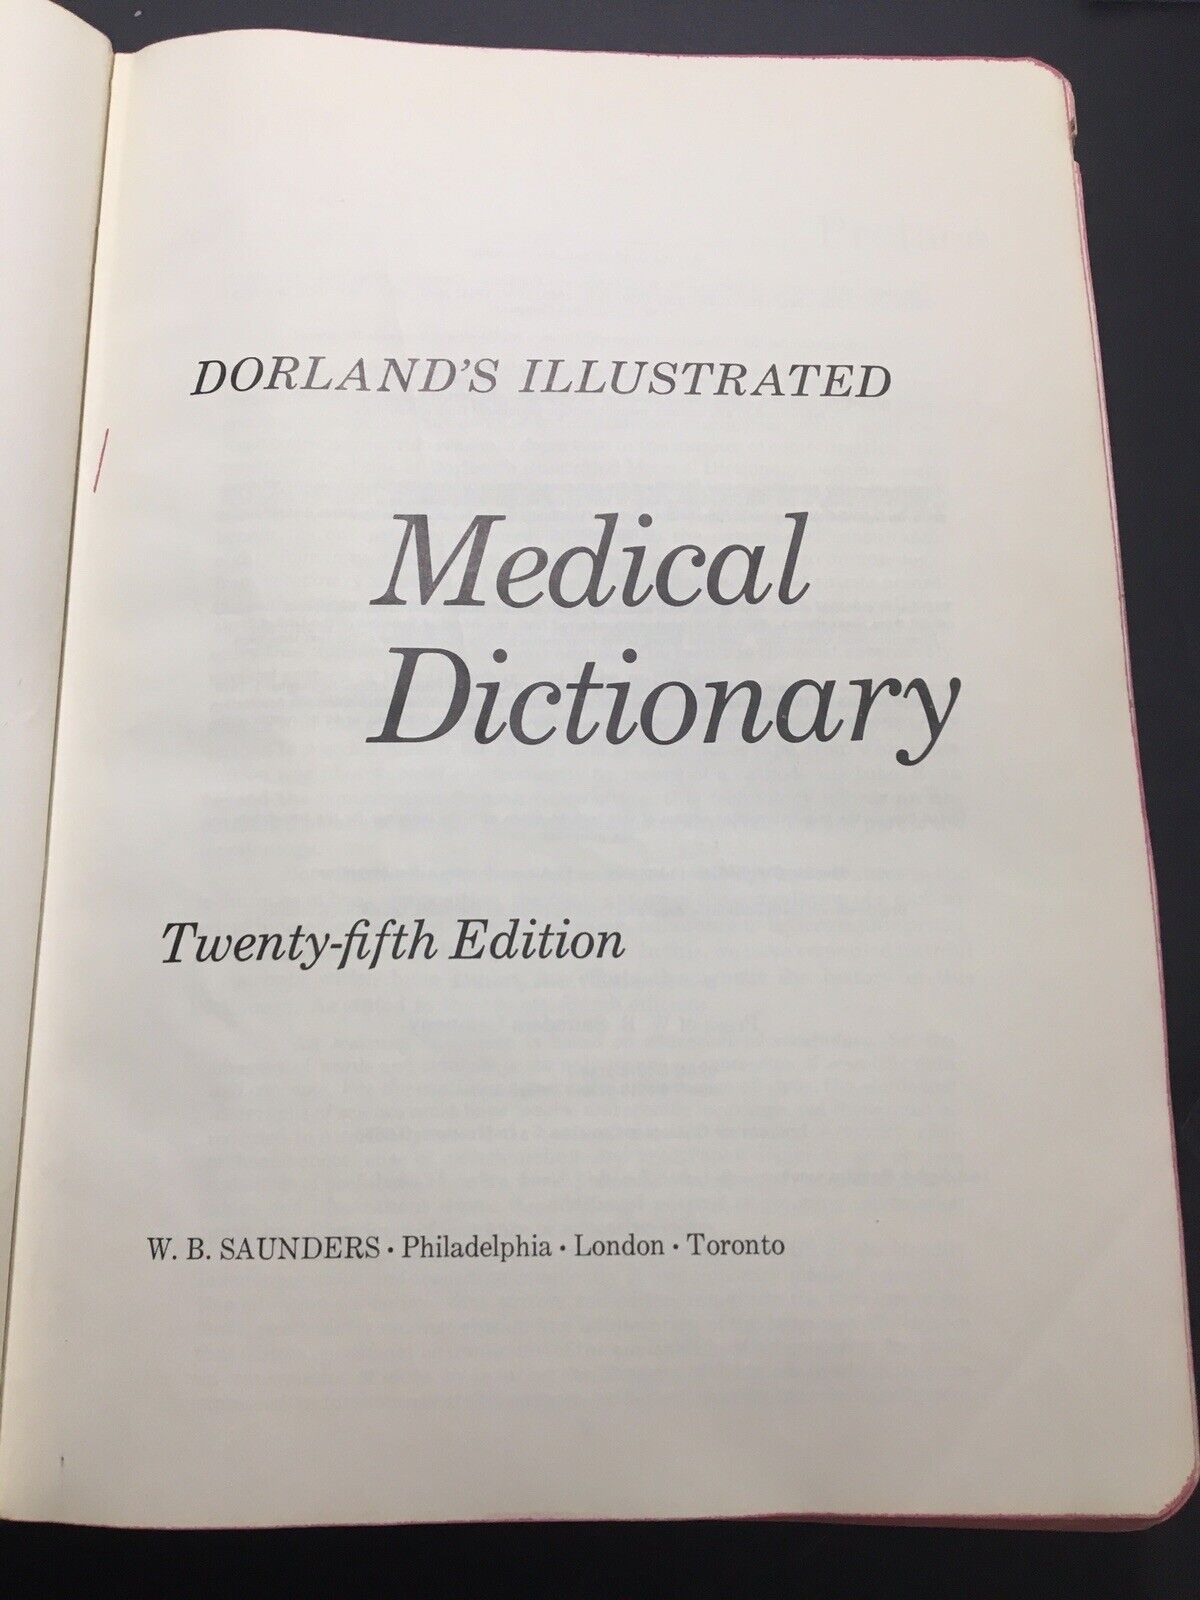 DORLAND'S ILLUSTRATED
Medical
Dictionary
Twenty-fifth Edition
W. B. SAUNDERS • Philadelphia • London • Toronto